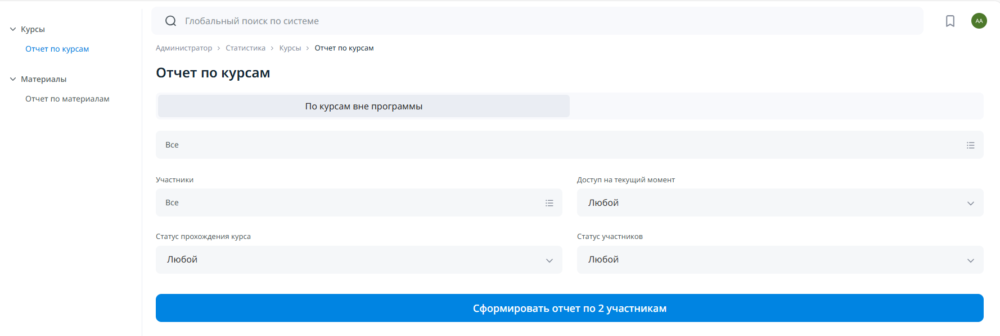 Курсы
Отчет по курсам
Материалы
Отчет по материалам
Глобальный поиск по системе
АА
Администратор > Статистика > Курсы > Отчет по курсам
Отчет по курсам
По курсам вне программы
Все
Участники
Доступ на текущий момент
Все
Любой
Статус прохождения курса
Статус участников
Любой
Любой
Сформировать отчет по 2 участникам